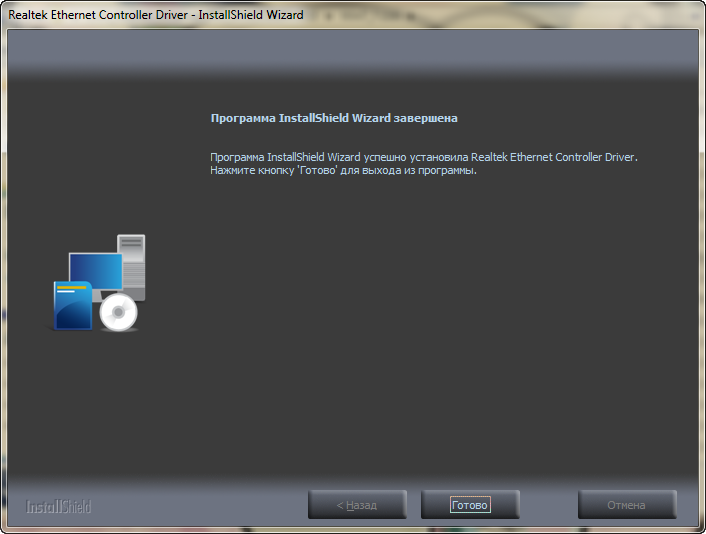 Realtek Ethernet Controller Driver - InstallShield Wizard
Программа InstallShield Wizard завершена
Программа InstallShield Wizard успешно установила Realtek Ethernet Controller Driver.
Нажмите кнопку 'Готово' для выхода из программы.
InstallShield
< Назад
Готово
Отмена